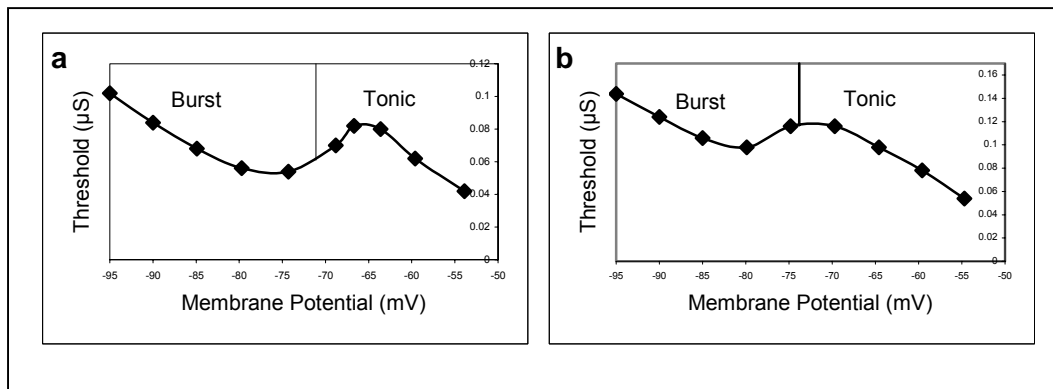 a
Burst
Tonic
Threshold (µS)
0.12
0.1
0.08
0.06
0.04
0.02
0
-95 -90 -85 -80 -75 -70 -65 -60 -55 -50
Membrane Potential (mV)
b
Burst
Tonic
Threshold (µS)
0.16
0.14
0.12
0.1
0.08
0.06
0.04
0.02
0
-95 -90 -85 -80 -75 -70 -65 -60 -55 -50
Membrane Potential (mV)